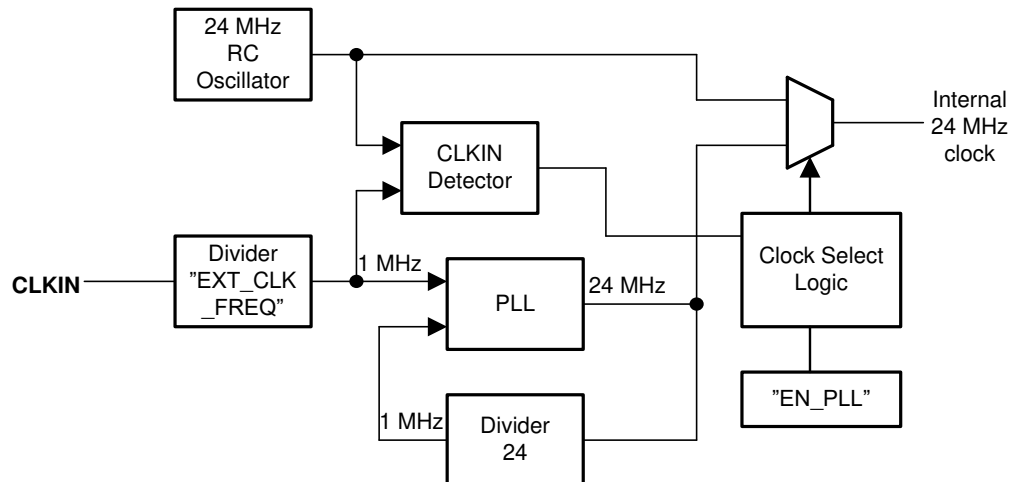 24 MHz
RC
Oscillator
CLKIN
Detector
Internal
24 MHz
clock
CLKIN
Divider
”EXT_CLK
_FREQ”
1 MHz
PLL
24 MHz
Clock Select
Logic
1 MHz
Divider
24
”EN_PLL”